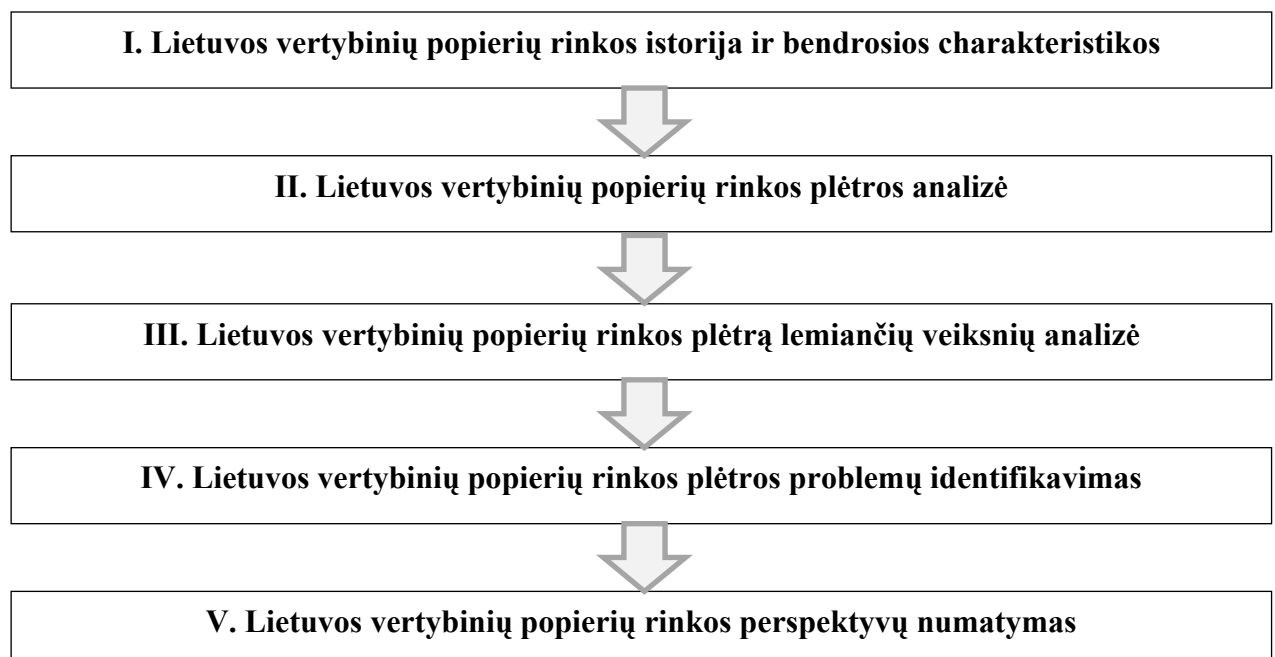 I. Lietuvos vertybinių popierių rinkos istorija ir bendrosios charakteristikos
II. Lietuvos vertybinių popierių rinkos plėtros analizė
III. Lietuvos vertybinių popierių rinkos plėtrą lemiančių veiksnių analizė
IV. Lietuvos vertybinių popierių rinkos plėtros problemų identifikavimas
V. Lietuvos vertybinių popierių rinkos perspektyvų numatymas